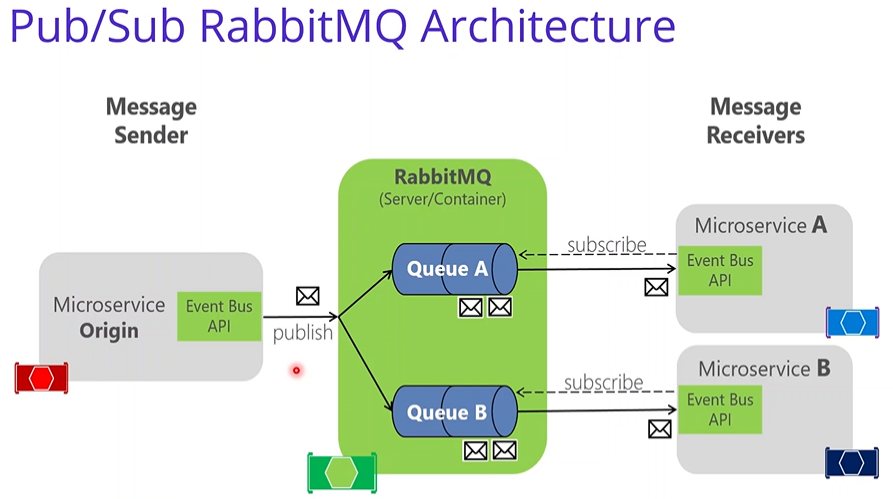 Pub/Sub RabbitMQ Architecture
Message
Sender
Message
Receivers
RabbitMQ
(Server/Container)
Microservice
Origin
Event Bus
API
publish
Queue A
Queue B
subscribe
Microservice A
Event Bus
API
subscribe
Microservice B
Event Bus
API